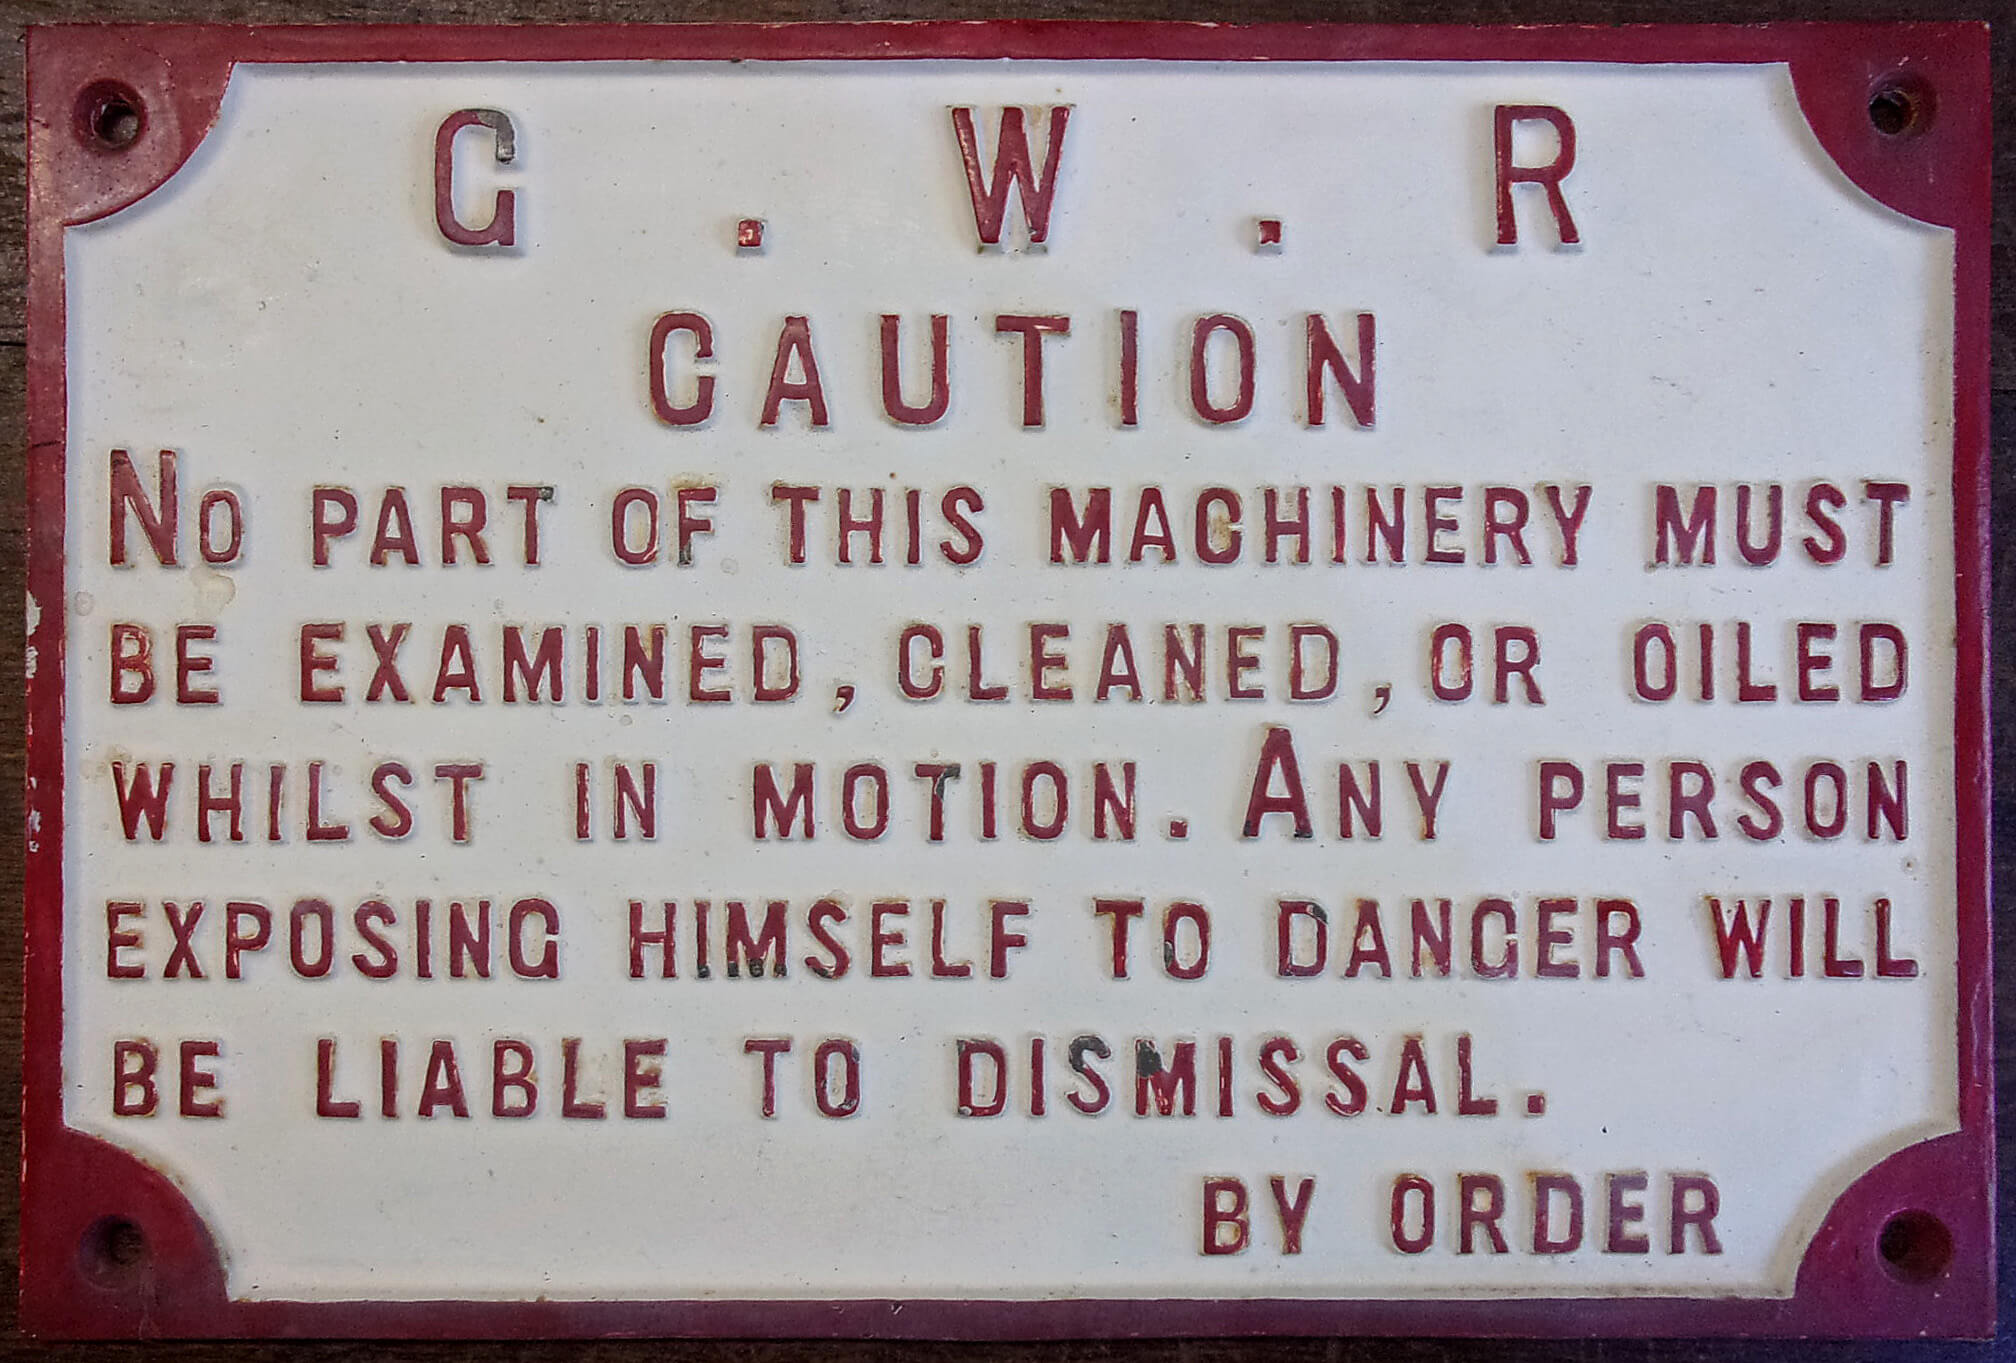 G . W . R
CAUTION
NO PART OF THIS MACHINERY MUST
BE EXAMINED, CLEANED, OR OILED
WHILST IN MOTION. ANY PERSON
EXPOSING HIMSELF TO DANGER WILL
BE LIABLE TO DISMISSAL.
BY ORDER